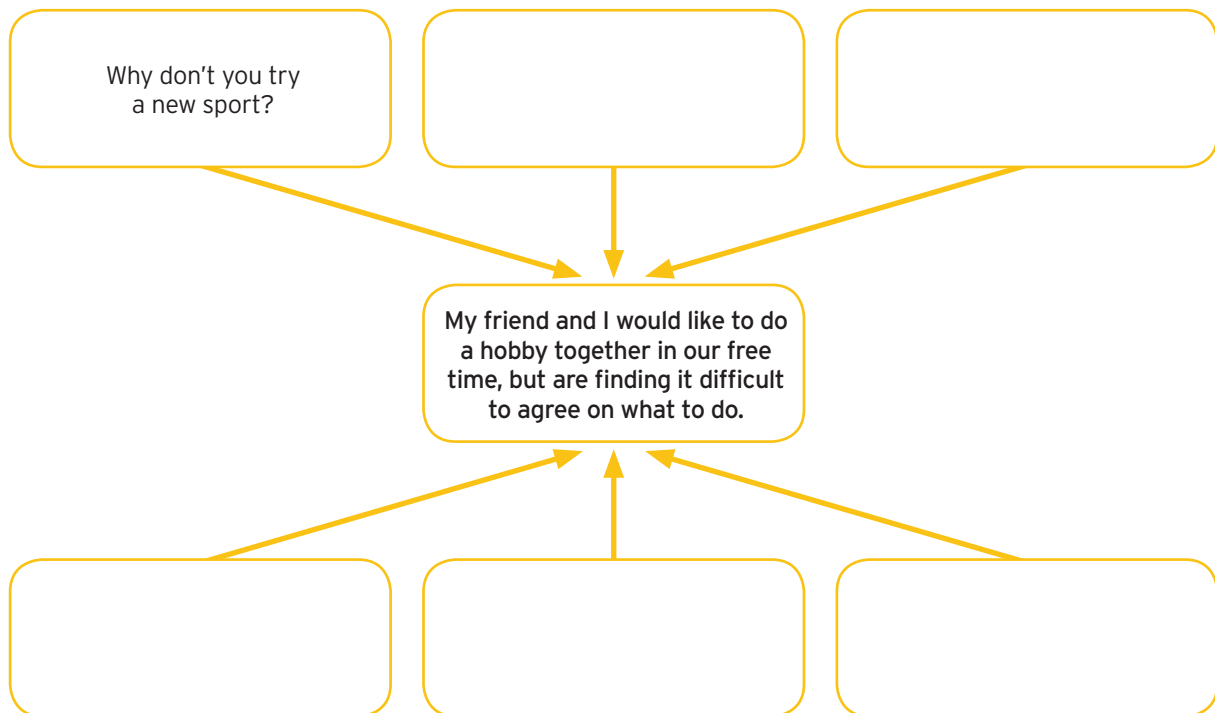 Why don't you try
a new sport?
My friend and I would like to do
a hobby together in our free
time, but are finding it difficult
to agree on what to do.